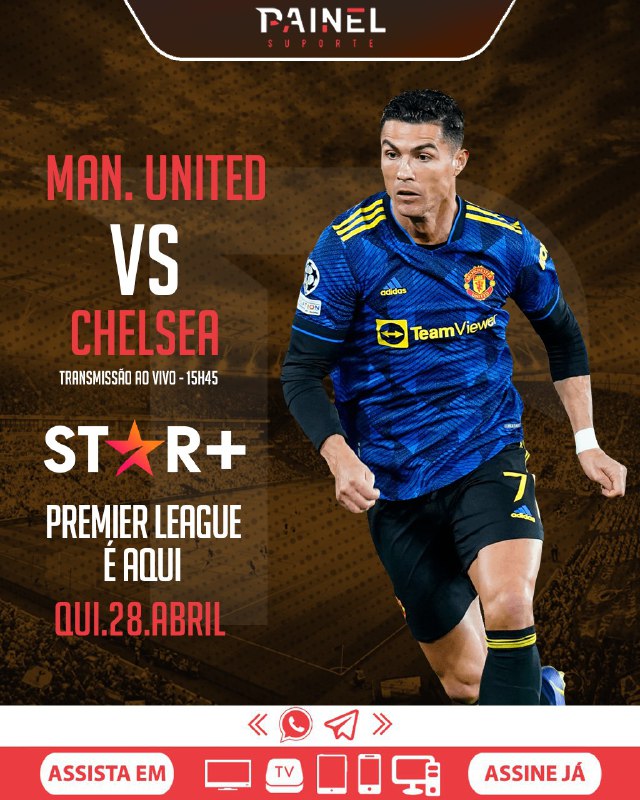 PAINEL
SUPORTE
MAN. UNITED
VS
CHELSEA
TRANSMISSÃO AO VIVO - 15H45
STAR+
PREMIER LEAGUE
É AQUI
QUI.28.ABRIL
adidas
TeamViewer
7
adidas
ASSISTA EM
TV
ASSINE JÁ